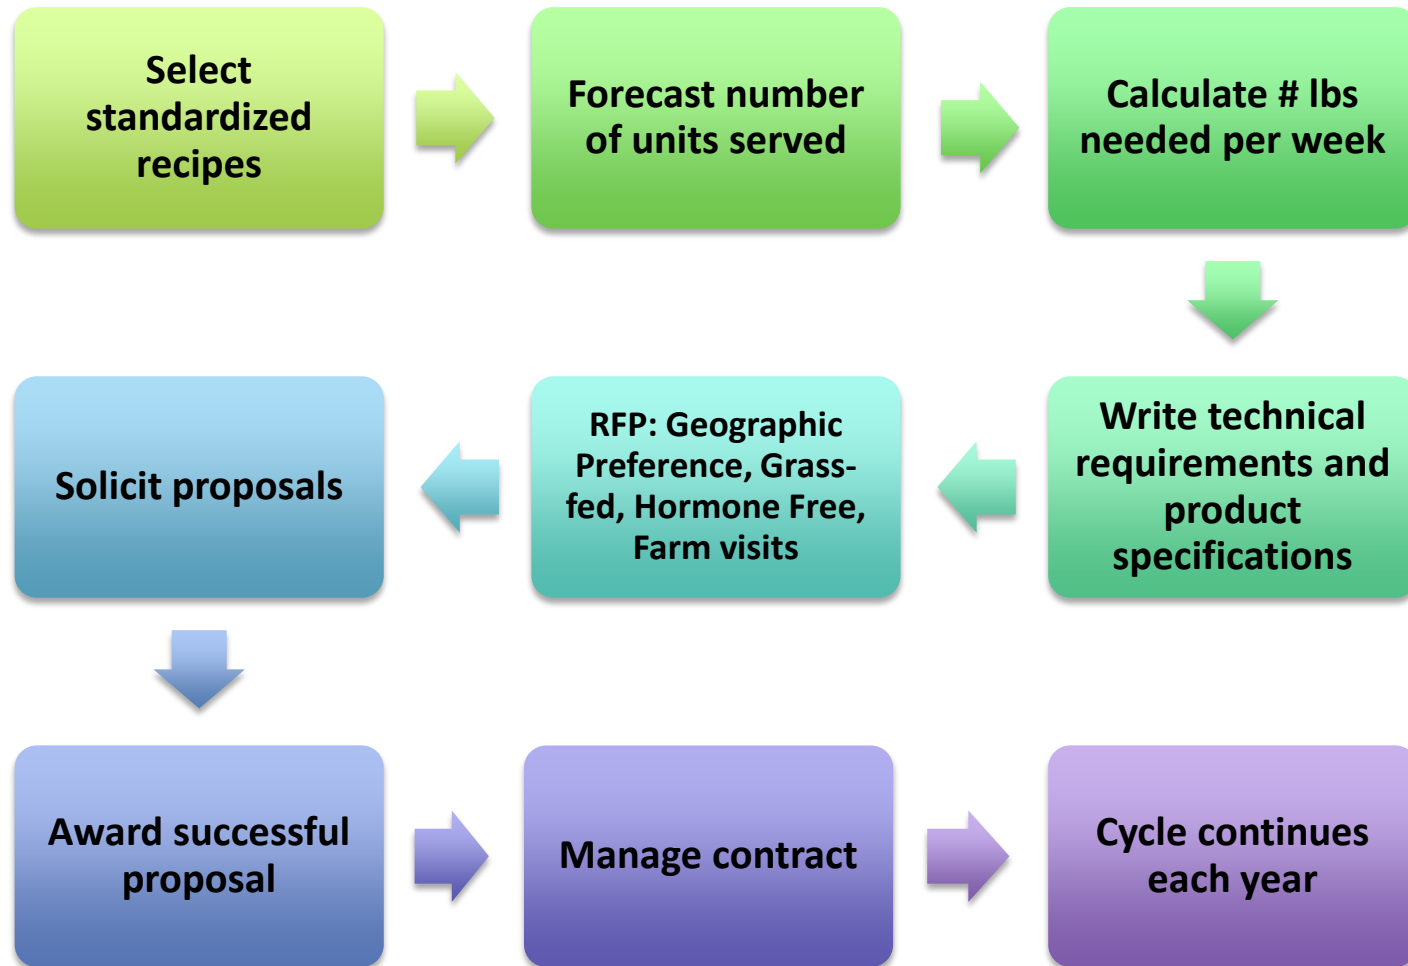 Select
standardized
recipes
Forecast number
of units served
Calculate # lbs
needed per week
Write technical
requirements and
product
specifications
RFP: Geographic
Preference, Grass-
fed, Hormone Free,
Farm visits
Solicit proposals
Award successful
proposal
Manage contract
Cycle continues
each year